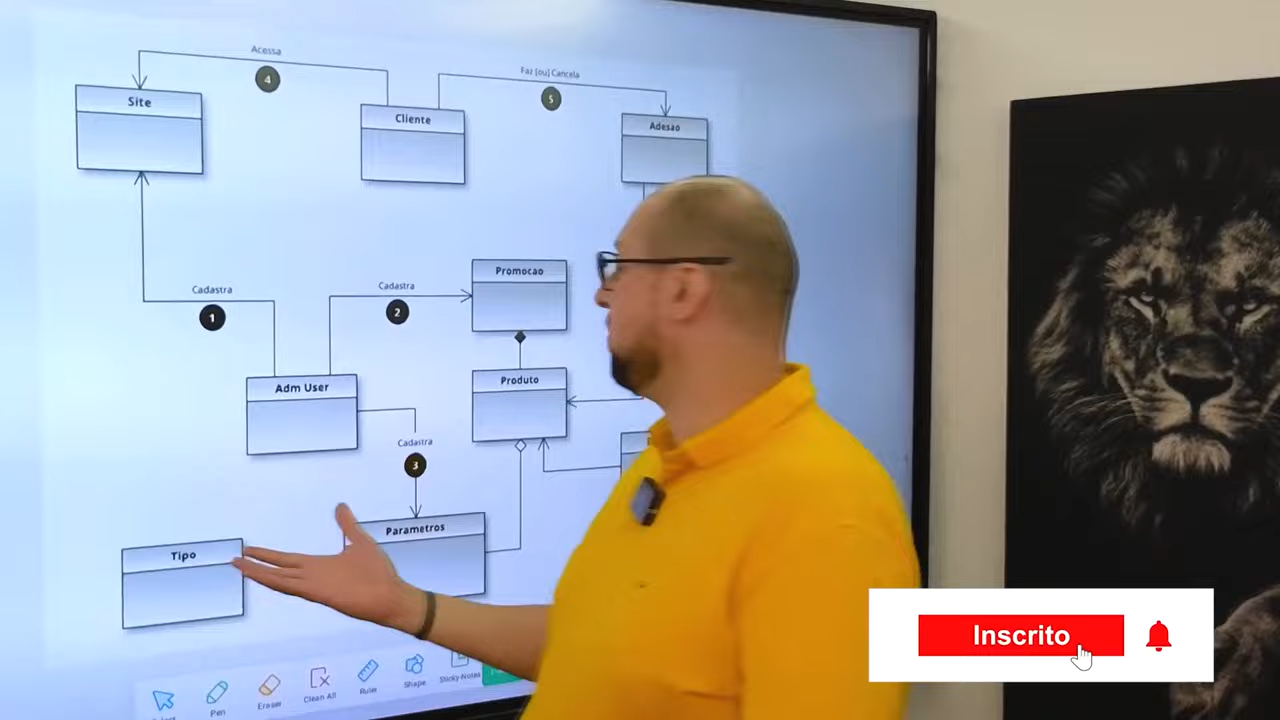 Acessa
4
Faz [ou] Cancela
5
Site
Cliente
Adesao
Promocao
Cadastra
1
Cadastra
2
Produto
Adm User
Cadastra
3
Parametros
Tipo
Pen
Eraser
Clean All
Ruler
Shape
Sticky Notes
Inscrito